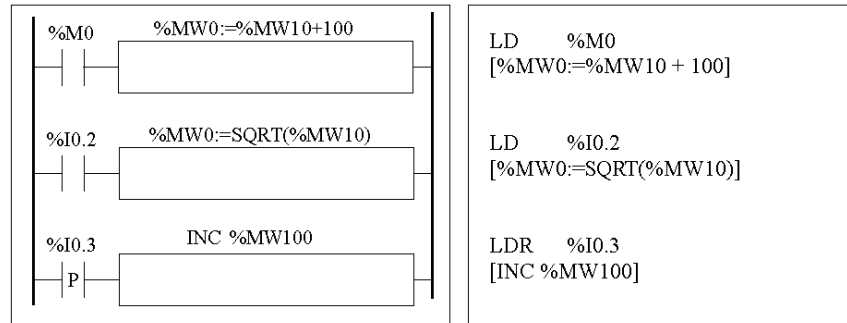 %M0
%MW0:=%MW10+100
%I0.2
%MW0:=SQRT(%MW10)
%I0.3
INC %MW100
P
LD %M0
[%MW0:=%MW10 + 100]
LD %I0.2
[%MW0:=SQRT(%MW10)]
LDR %I0.3
[INC %MW100]